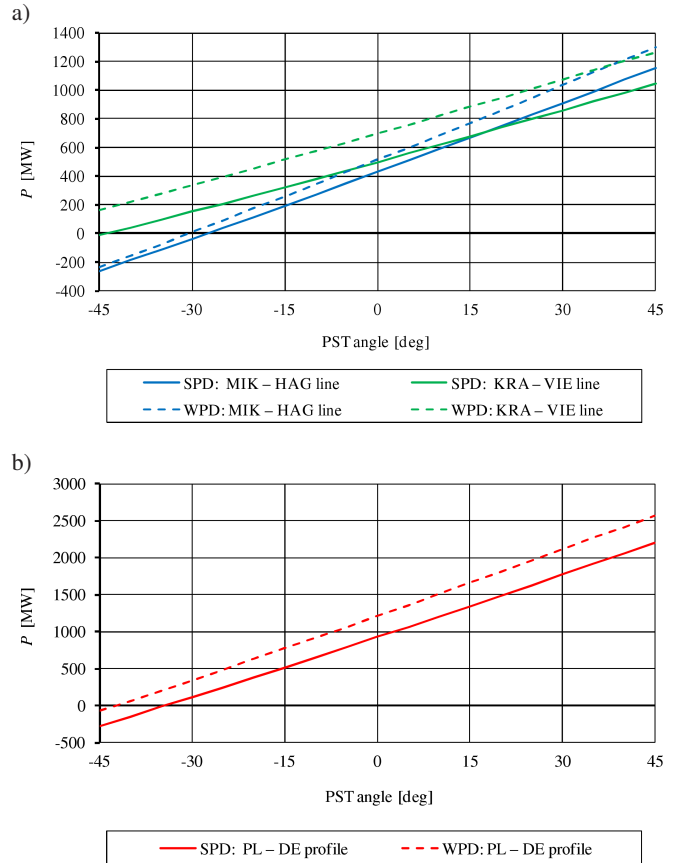 a)
1400
1200
1000
800
600
400
200
0
-200
-400
P [MW]
-45 -30 -15 0 15 30 45
PST angle [deg]
SPD: MIK – HAG line SPD: KRA – VIE line
WPD: MIK – HAG line WPD: KRA – VIE line
b)
3000
2500
2000
1500
1000
500
0
-500
P [MW]
-45 -30 -15 0 15 30 45
PST angle [deg]
SPD: PL – DE profile WPD: PL – DE profile